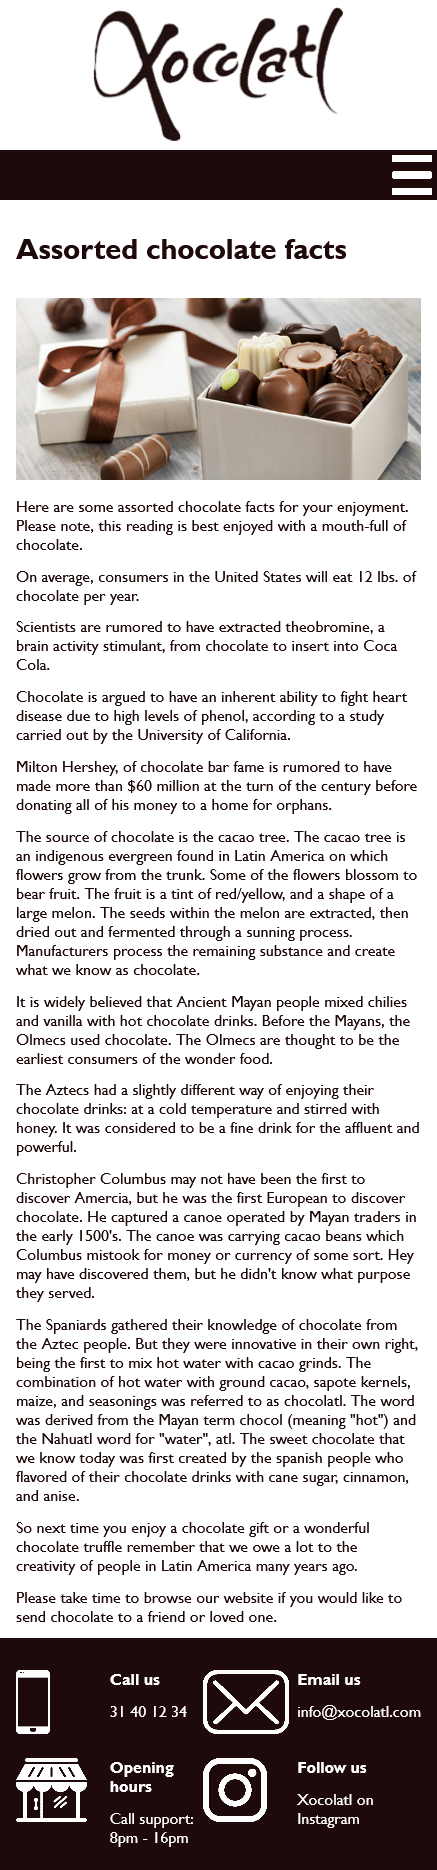 Xocolatl
Assorted chocolate facts
Here are some assorted chocolate facts for your enjoyment.
Please note, this reading is best enjoyed with a mouth-full of
chocolate.
On average, consumers in the United States will eat 12 lbs. of
chocolate per year.
Scientists are rumored to have extracted theobromine, a
brain activity stimulant, from chocolate to insert into Coca
Cola.
Chocolate is argued to have an inherent ability to fight heart
disease due to high levels of phenol, according to a study
carried out by the University of California.
Milton Hershey, of chocolate bar fame is rumored to have
made more than $60 million at the turn of the century before
donating all of his money to a home for orphans.
The source of chocolate is the cacao tree. The cacao tree is
an indigenous evergreen found in Latin America on which
flowers grow from the trunk. Some of the flowers blossom to
bear fruit. The fruit is a tint of red/yellow, and a shape of a
large melon. The seeds within the melon are extracted, then
dried out and fermented through a sunning process.
Manufacturers process the remaining substance and create
what we know as chocolate.
It is widely believed that Ancient Mayan people mixed chilies
and vanilla with hot chocolate drinks. Before the Mayans, the
Olmecs used chocolate. The Olmecs are thought to be the
earliest consumers of the wonder food.
The Aztecs had a slightly different way of enjoying their
chocolate drinks: at a cold temperature and stirred with
honey. It was considered to be a fine drink for the affluent and
powerful.
Christopher Columbus may not have been the first to
discover Amercia, but he was the first European to discover
chocolate. He captured a canoe operated by Mayan traders in
the early 1500's. The canoe was carrying cacao beans which
Columbus mistook for money or currency of some sort. Hey
may have discovered them, but he didn't know what purpose
they served.
The Spaniards gathered their knowledge of chocolate from
the Aztec people. But they were innovative in their own right,
being the first to mix hot water with cacao grinds. The
combination of hot water with ground cacao, sapote kernels,
maize, and seasonings was referred to as chocolatl. The word
was derived from the Mayan term chocol (meaning "hot") and
the Nahuatl word for "water", atl. The sweet chocolate that
we know today was first created by the spanish people who
flavored of their chocolate drinks with cane sugar, cinnamon,
and anise.
So next time you enjoy a chocolate gift or a wonderful
chocolate truffle remember that we owe a lot to the
creativity of people in Latin America many years ago.
Please take time to browse our website if you would like to
send chocolate to a friend or loved one.
Call us
31 40 12 34
Email us
info@xocolatl.com
Opening
hours
Call support:
8pm - 16pm
Follow us
Xocolatl on
Instagram